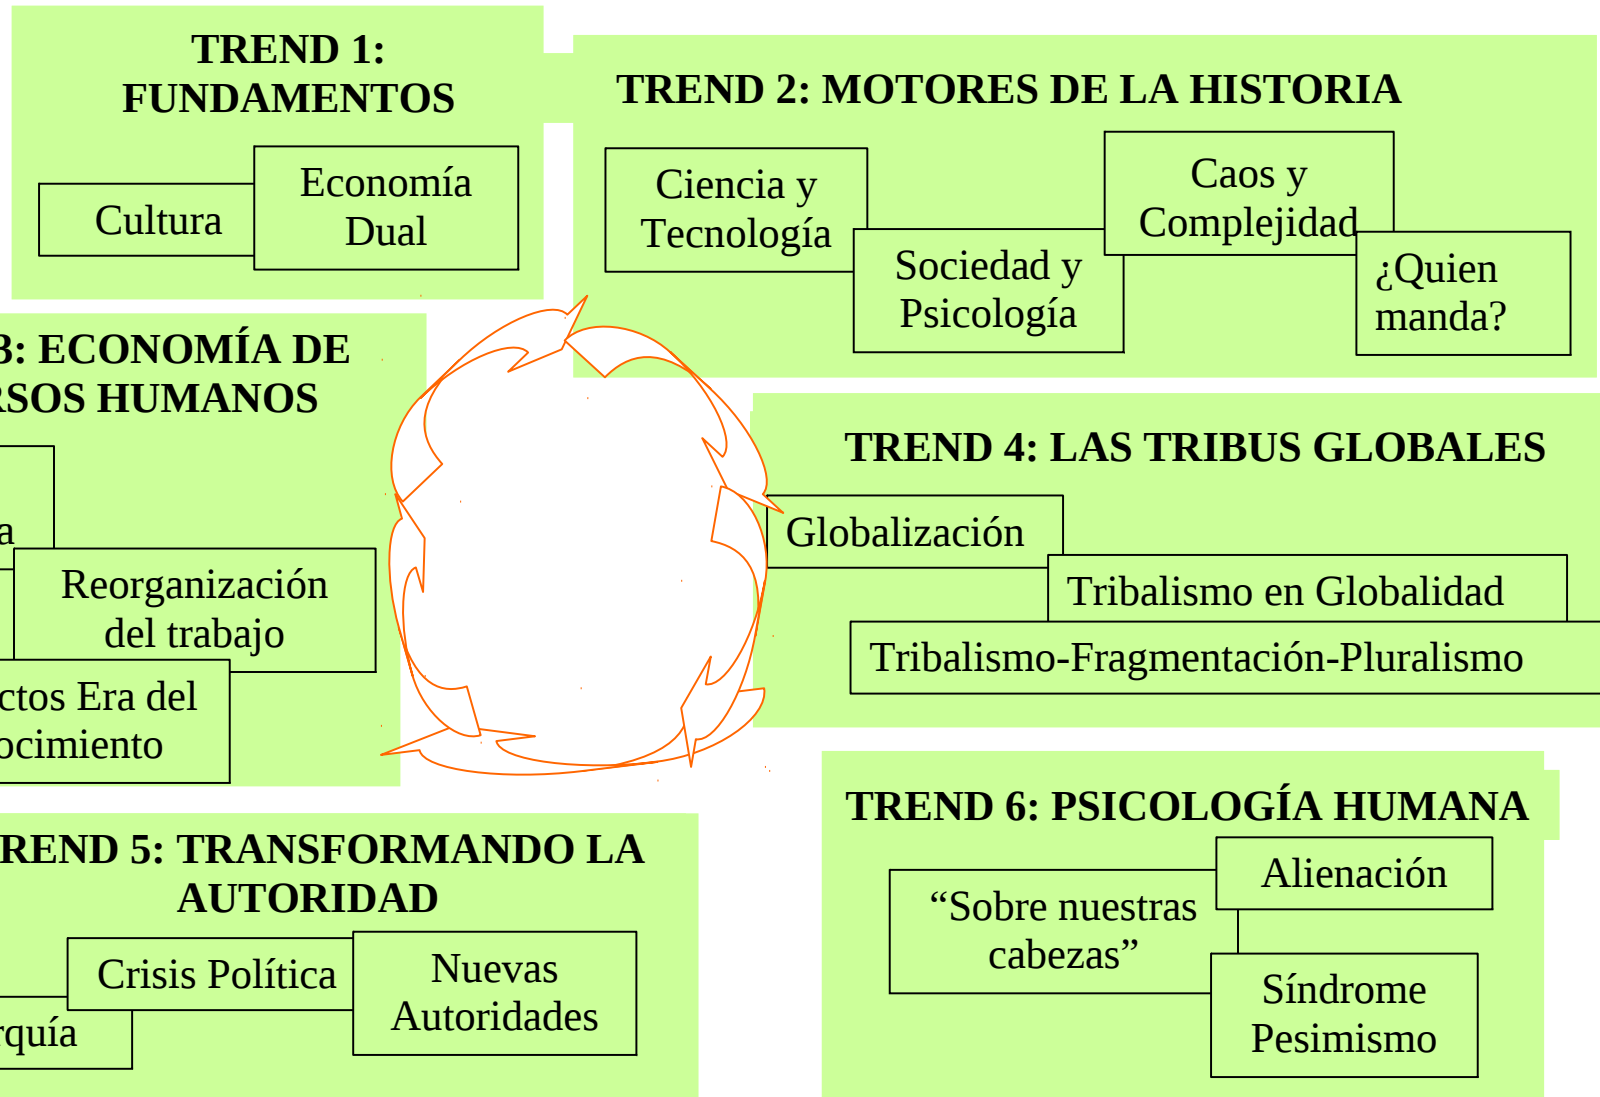 TREND 1:
FUNDAMENTOS
Cultura
Economía
Dual
TREND 2: MOTORES DE LA HISTORIA
Ciencia y
Tecnología
Sociedad y
Psicología
Caos y
Complejidad
¿Quien
manda?
3: ECONOMÍA DE
RSOS HUMANOS
a
Reorganización
del trabajo
ctos Era del
ocimiento
TREND 4: LAS TRIBUS GLOBALES
Globalización
Tribalismo en Globalidad
Tribalismo-Fragmentación-Pluralismo
REND 5: TRANSFORMANDO LA
AUTORIDAD
rquía
Crisis Política
Nuevas
Autoridades
TREND 6: PSICOLOGÍA HUMANA
“Sobre nuestras
cabezas”
Alienación
Síndrome
Pesimismo